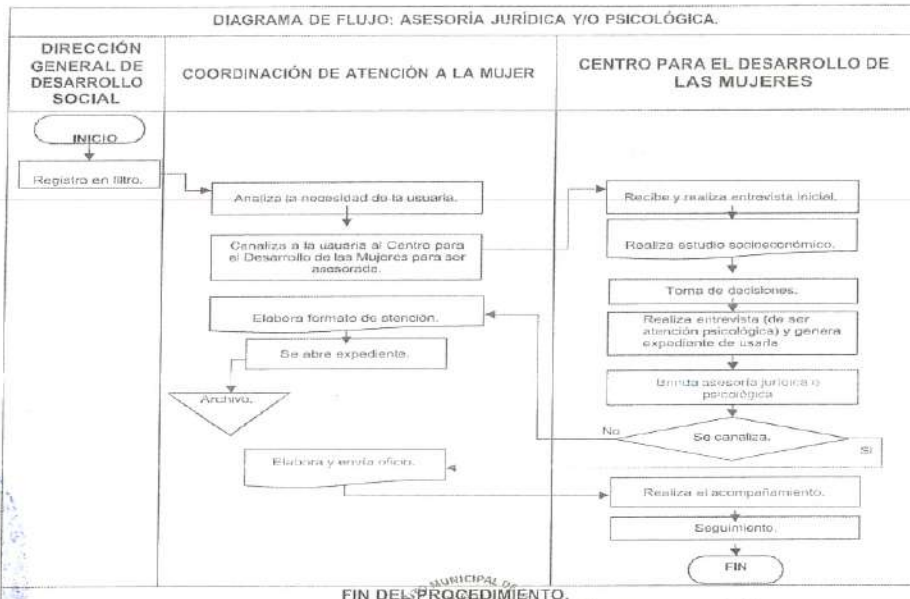 DIAGRAMA DE FLUJO: ASESORÍA JURÍDICA Y/O PSICOLÓGICA.
DIRECCIÓN
GENERAL DE
DESARROLLO
SOCIAL
COORDINACIÓN DE ATENCIÓN A LA MUJER
CENTRO PARA EL DESARROLLO DE
LAS MUJERES
INICIO
Registro en filtro.
Analiza la necesidad de la usuaria.
Canaliza a la usuaria al Centro para
el Desarrollo de las Mujeres para ser
asesorada.
Recibe y realiza entrevista inicial.
Realiza estudio socioeconómico.
Toma de decisiones.
Realiza entrevista (de ser
atención psicológica) y genera
expediente de usaria
Brinda asesoría jurídica o
psicológica
Se canaliza.
No
Si
Elabora formato de atención.
Se abre expediente.
Archivo.
Elabora y envía oficio.
Realiza el acompañamiento.
Seguimiento.
FIN
MUNICIPAL
FIN DEL PROCEDIMIENTO.